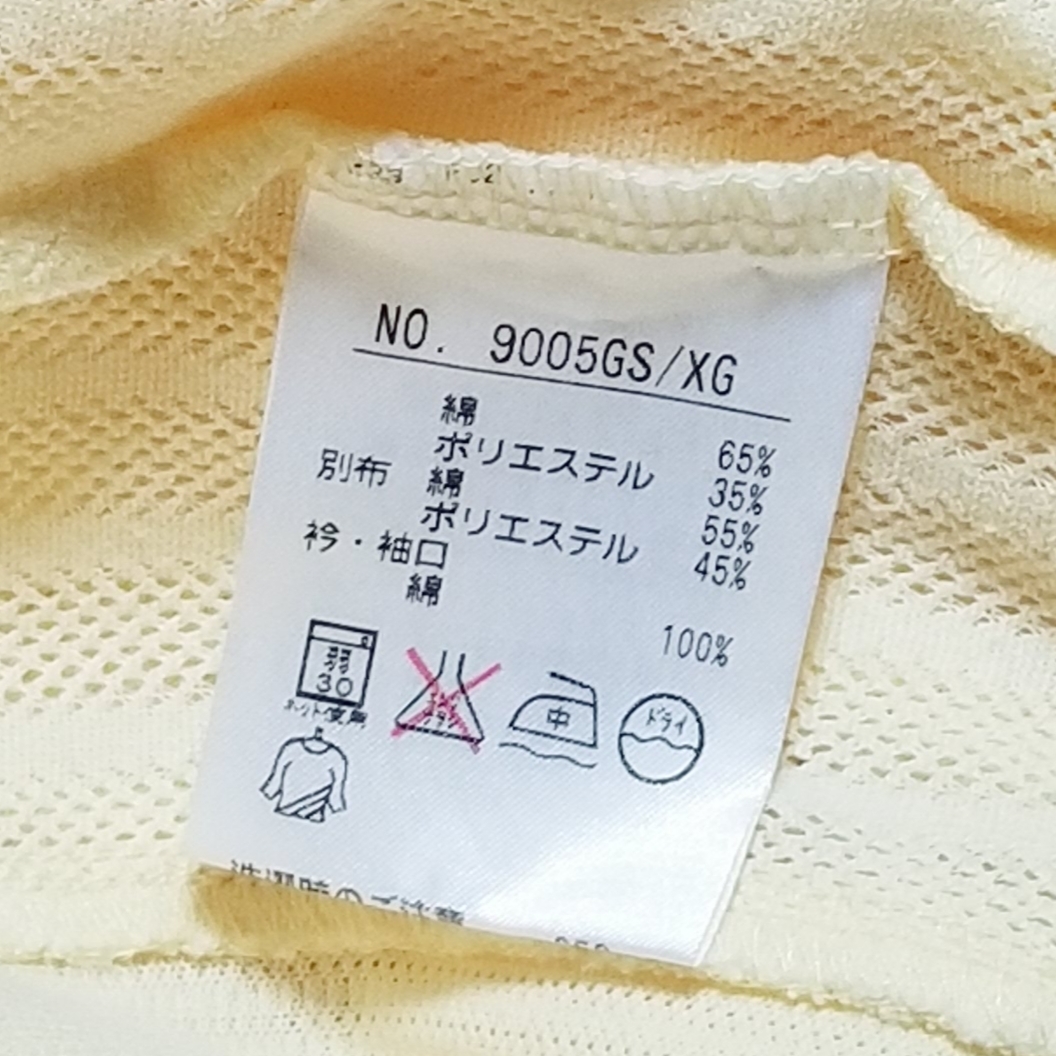 NO. 9005GS/XG
綿 65%
ポリエステル 35%
別布 綿 55%
ポリエステル 45%
衿・袖口
綿 100%
弱
30
ネット使用
中
ドライ